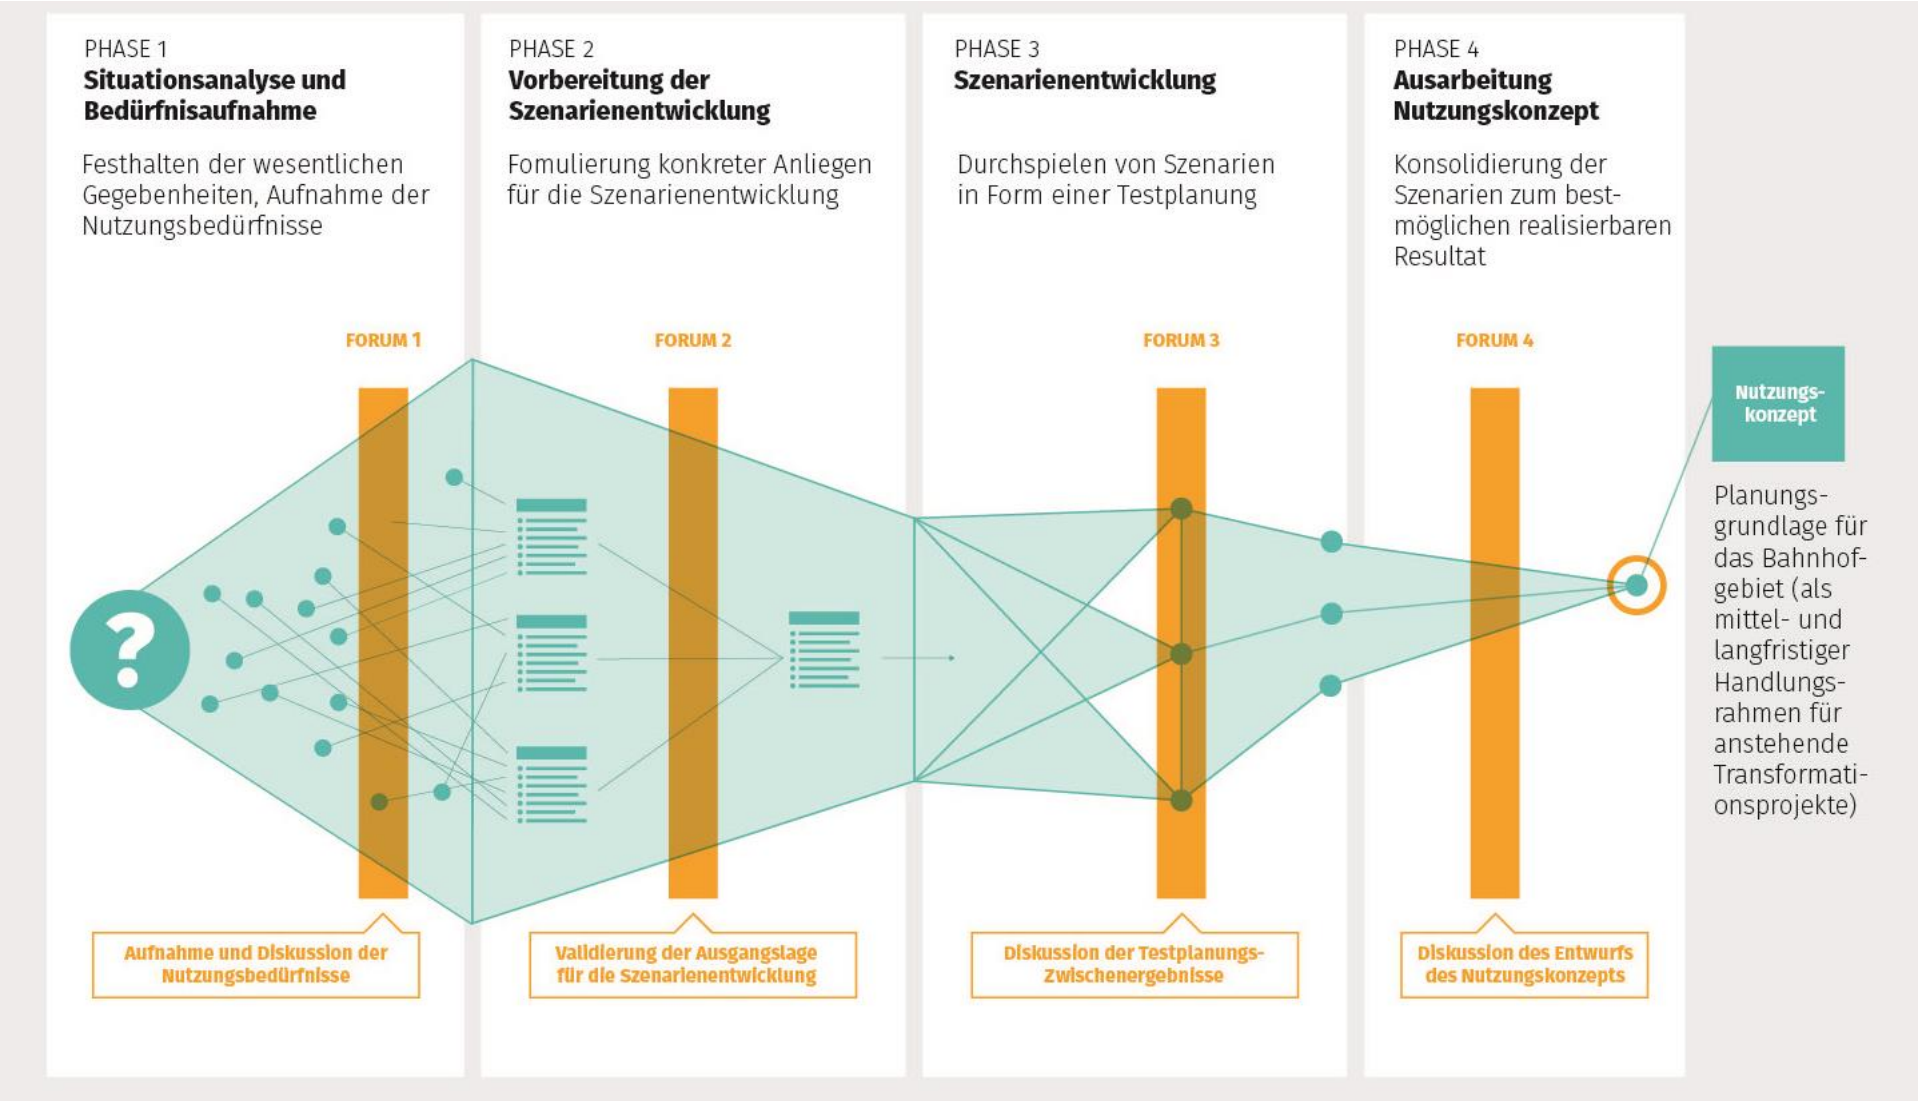 PHASE 1
Situationsanalyse und
Bedürfnisaufnahme
Festhalten der wesentlichen
Gegebenheiten, Aufnahme der
Nutzungsbedürfnisse
PHASE 2
Vorbereitung der
Szenarienentwicklung
Fomulierung konkreter Anliegen
für die Szenarienentwicklung
PHASE 3
Szenarienentwicklung
Durchspielen von Szenarien
in Form einer Testplanung
PHASE 4
Ausarbeitung
Nutzungskonzept
Konsolidierung der
Szenarien zum best-
möglichen realisierbaren
Resultat
FORUM 1
FORUM 2
FORUM 3
FORUM 4
?
Nutzungs-
konzept
Planungs-
grundlage für
das Bahnhof-
gebiet (als
mittel- und
langfristiger
Handlungs-
rahmen für
anstehende
Transformati-
onsprojekte)
Aufnahme und Diskussion der
Nutzungsbedürfnisse
Validierung der Ausgangslage
für die Szenarienentwicklung
Diskussion der Testplanungs-
Zwischenergebnisse
Diskussion des Entwurfs
des Nutzungskonzepts